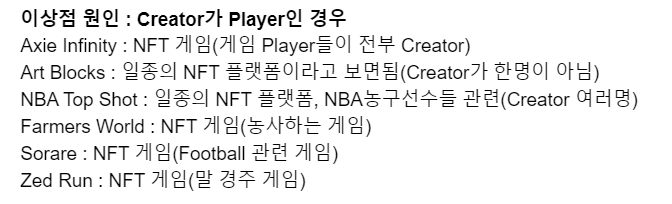 이상점 원인 : Creator가 Player인 경우
Axie Infinity : NFT 게임(게임 Player들이 전부 Creator)
Art Blocks : 일종의 NFT 플랫폼이라고 보면됨(Creator가 한명이 아님)
NBA Top Shot : 일종의 NFT 플랫폼, NBA농구선수들 관련(Creator 여러명)
Farmers World : NFT 게임(농사하는 게임)
Sorare : NFT 게임(Football 관련 게임)
Zed Run : NFT 게임(말 경주 게임)